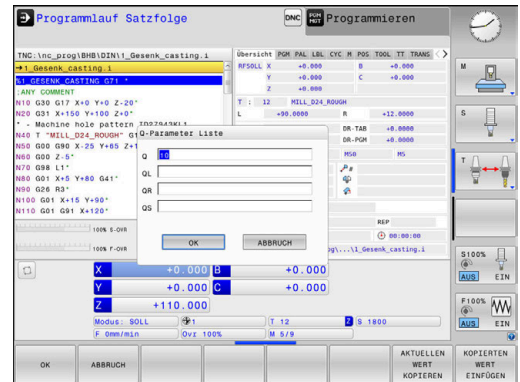 Programmlauf Satzfolge
DNC
PGM MGT
Programmieren
TNC:\nc_prog\BHB\DIN\1_Gesenk_casting.i
→1_Gesenk_casting.i
%1_GESENK_CASTING G71 *
;ANY COMMENT
N10 G30 G17 X+0 Y+0 Z-20*
N20 G31 X+150 Y+100 Z+0*
* - Machine hole pattern ID27943KL1
N40 T "MILL_D24_ROUGH" G1
N50 G00 G90 X-25 Y+65 Z+1
N60 G00 Z-5*
N70 G98 L1*
N80 G01 X+5 Y+80 G41*
N90 G26 R3*
N100 G01 X+15 Y+90*
N110 G01 G91 X+120*
Übersicht PGM PAL LBL CYC M POS TOOL TT TRANS
RFSOLL X +0.000 B +0.000
Y +0.000 C +0.000
Z +0.000
T : 12 MILL_D24_ROUGH
L +90.0000 R +12.0000
DR-TAB +0.0000
DR-PGM +0.0000
M50 M5
REP
00:00:00
\1_Gesenk_casting.i
Q-Parameter Liste
Q 10
QL
QR
QS
OK ABBRUCH
100% S-OVR
100% F-OVR
X +0.000 B +0.000
Y +0.000 C +0.000
Z +110.000
Modus: SOLL 1 T 12 Z S 1800
F 0mm/min Ovr 100% M 5/9
M
S
T
S100%
AUS EIN
F100%
AUS EIN
OK
ABBRUCH
AKTUELLEN WERT KOPIEREN
KOPIERTEN WERT EINFÜGEN